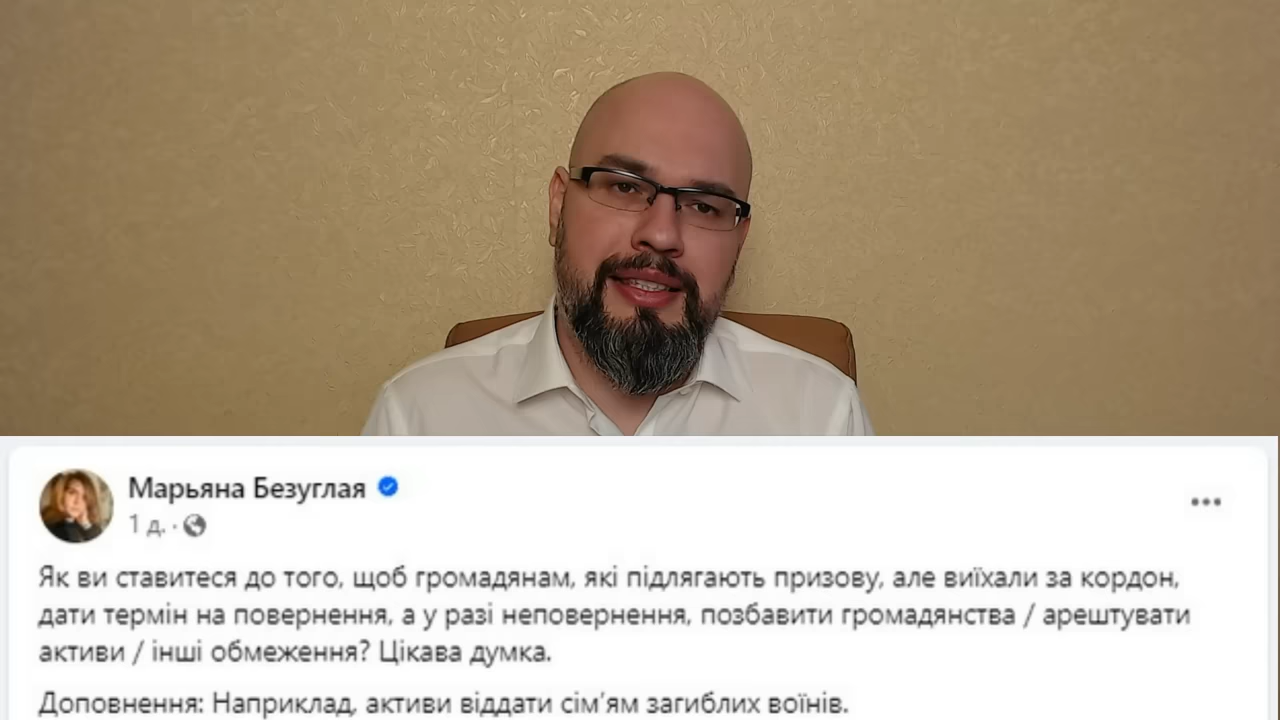 Марьяна Безуглая
1 д. ·
Як ви ставитеся до того, щоб громадянам, які підлягають призову, але виїхали за кордон,
дати термін на повернення, а у разі неповернення, позбавити громадянства / арештувати
активи / інші обмеження? Цікава думка.
Доповнення: Наприклад, активи віддати сім'ям загиблих воїнів.